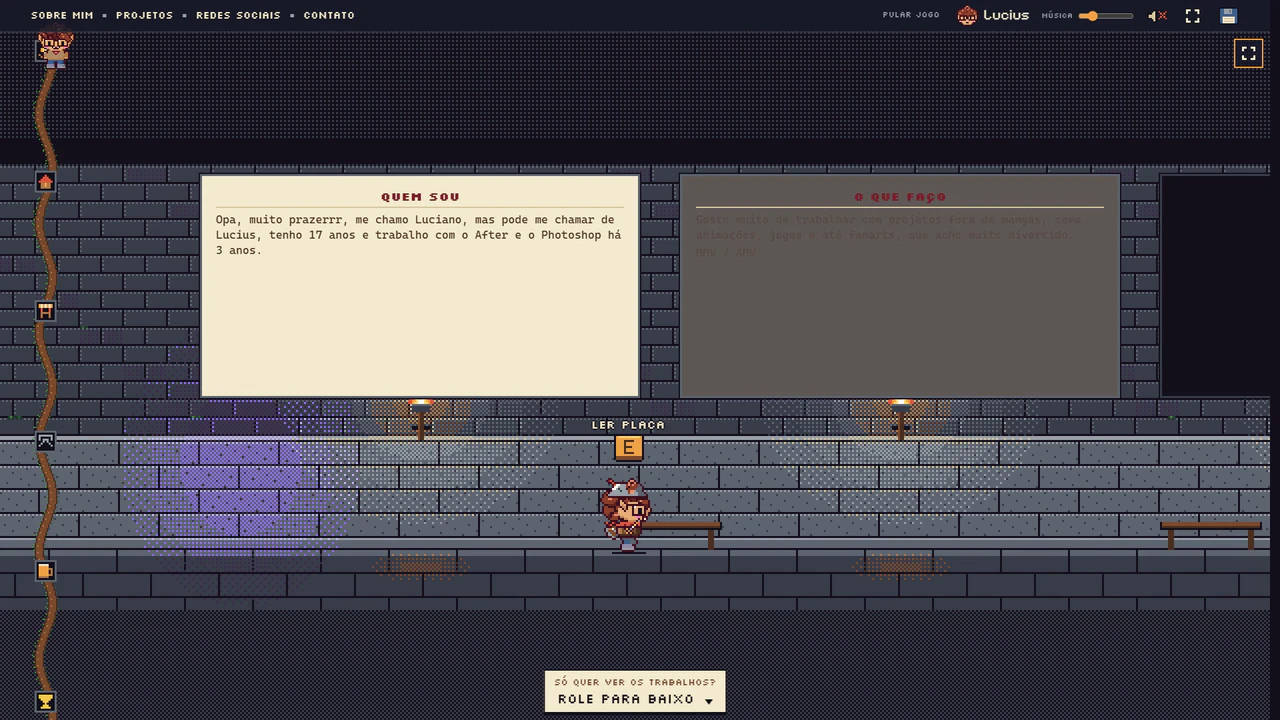 SOBRE MIM ▪ PROJETOS ▪ REDES SOCIAIS ▪ CONTATO
PULAR JOGO
Lucius
MÚSICA
QUEM SOU
Opa, muito prazerrr, me chamo Luciano, mas pode me chamar de
Lucius, tenho 17 anos e trabalho com o After e o Photoshop há
3 anos.
O QUE FAÇO
Gosto muito de trabalhar com projetos fora de mangás, como
animações, jogos e até fanarts, que acho muito divertido.
MMV / AMV
LER PLACA
E
SÓ QUER VER OS TRABALHOS?
ROLE PARA BAIXO